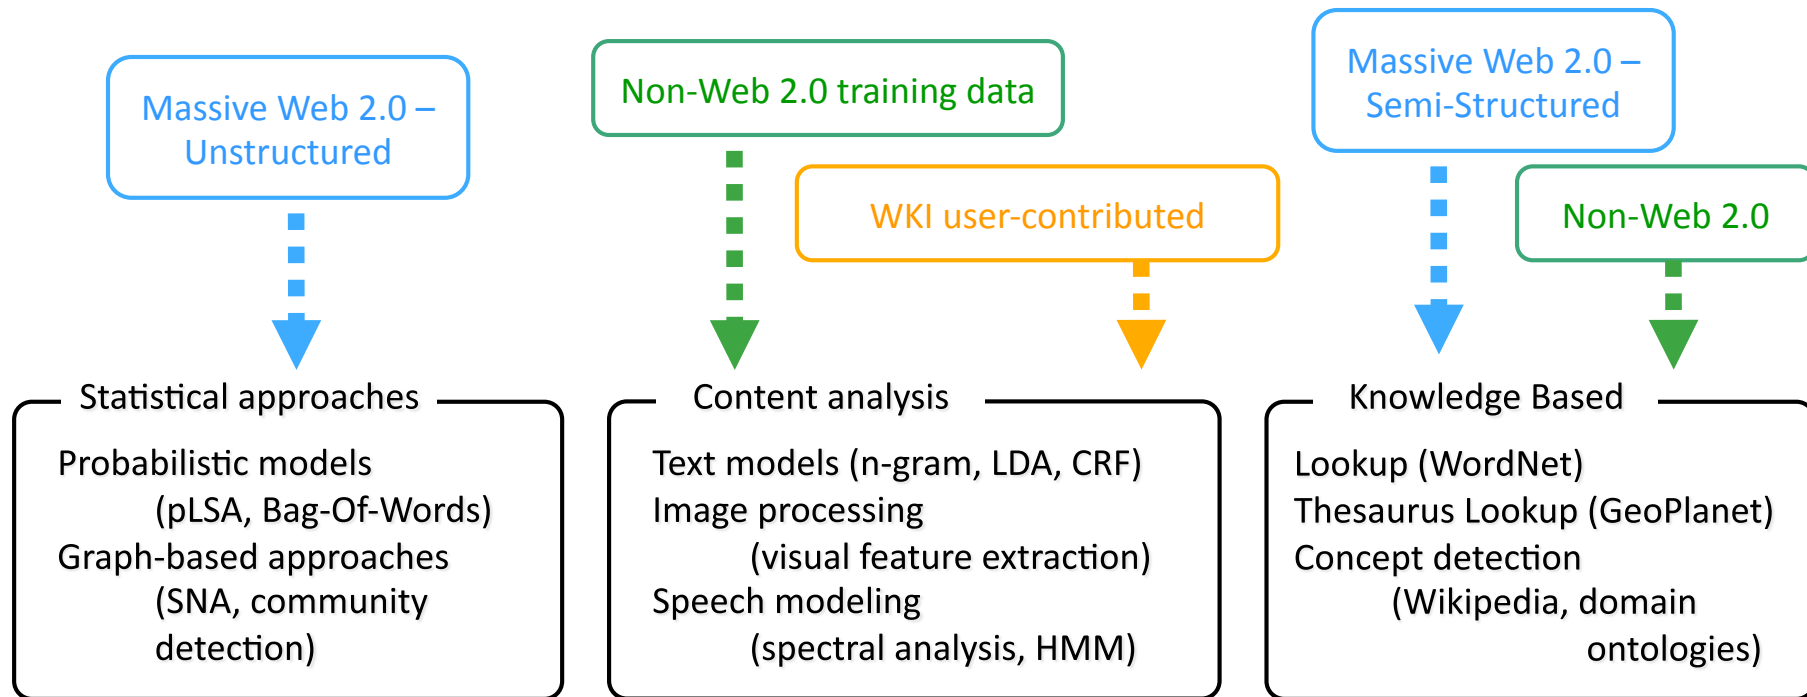 Massive Web 2.0 –
Unstructured
Non-Web 2.0 training data
WKI user-contributed
Massive Web 2.0 –
Semi-Structured
Non-Web 2.0
Statistical approaches
Probabilistic models
(pLSA, Bag-Of-Words)
Graph-based approaches
(SNA, community
detection)
Content analysis
Text models (n-gram, LDA, CRF)
Image processing
(visual feature extraction)
Speech modeling
(spectral analysis, HMM)
Knowledge Based
Lookup (WordNet)
Thesaurus Lookup (GeoPlanet)
Concept detection
(Wikipedia, domain
ontologies)